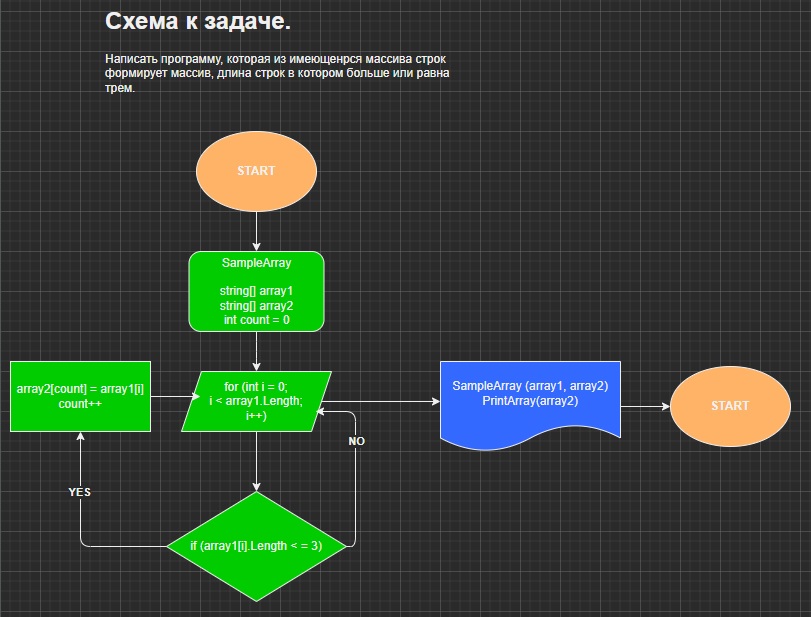 Схема к задаче.
Написать программу, которая из имеющенрся массива строк
формирует массив, длина строк в котором больше или равна
трем.
START
SampleArray
string[] array1
string[] array2
int count = 0
array2[count] = array1[i]
count++
for (int i = 0;
i < array1.Length;
i++)
SampleArray (array1, array2)
PrintArray(array2)
START
NO
YES
if (array1[i].Length < = 3)